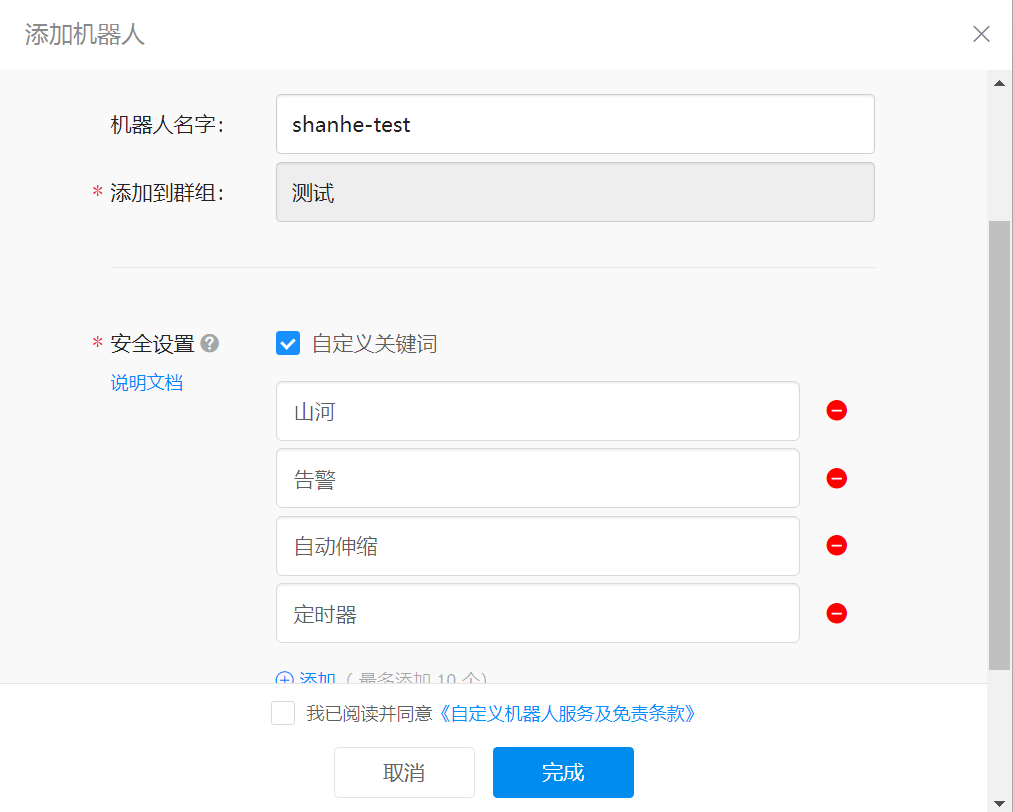 添加机器人
机器人名字:
shanhe-test
* 添加到群组:
测试
* 安全设置 ?
自定义关键词
说明文档
山河
告警
自动伸缩
定时器
添加 ( 最多添加 10 个)
我已阅读并同意《自定义机器人服务及免责条款》
取消
完成